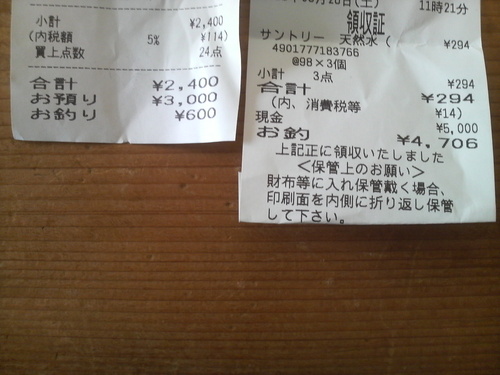 小計 ¥2,400
(内税額 5% ¥114)
買上点数 24点
合計 ¥2,400
お預り ¥3,000
お釣り ¥600
(土) 11時21分
領収証
サントリー 天然水 ( ¥294
4901777183766
@98×3個
小計 3点 ¥294
合計 ¥294
(内、消費税等 ¥14)
現金 ¥5,000
お釣 ¥4,706
上記正に領収いたしました
<保管上のお願い>
財布等に入れ保管戴く場合、
印刷面を内側に折り返し保管
して下さい。